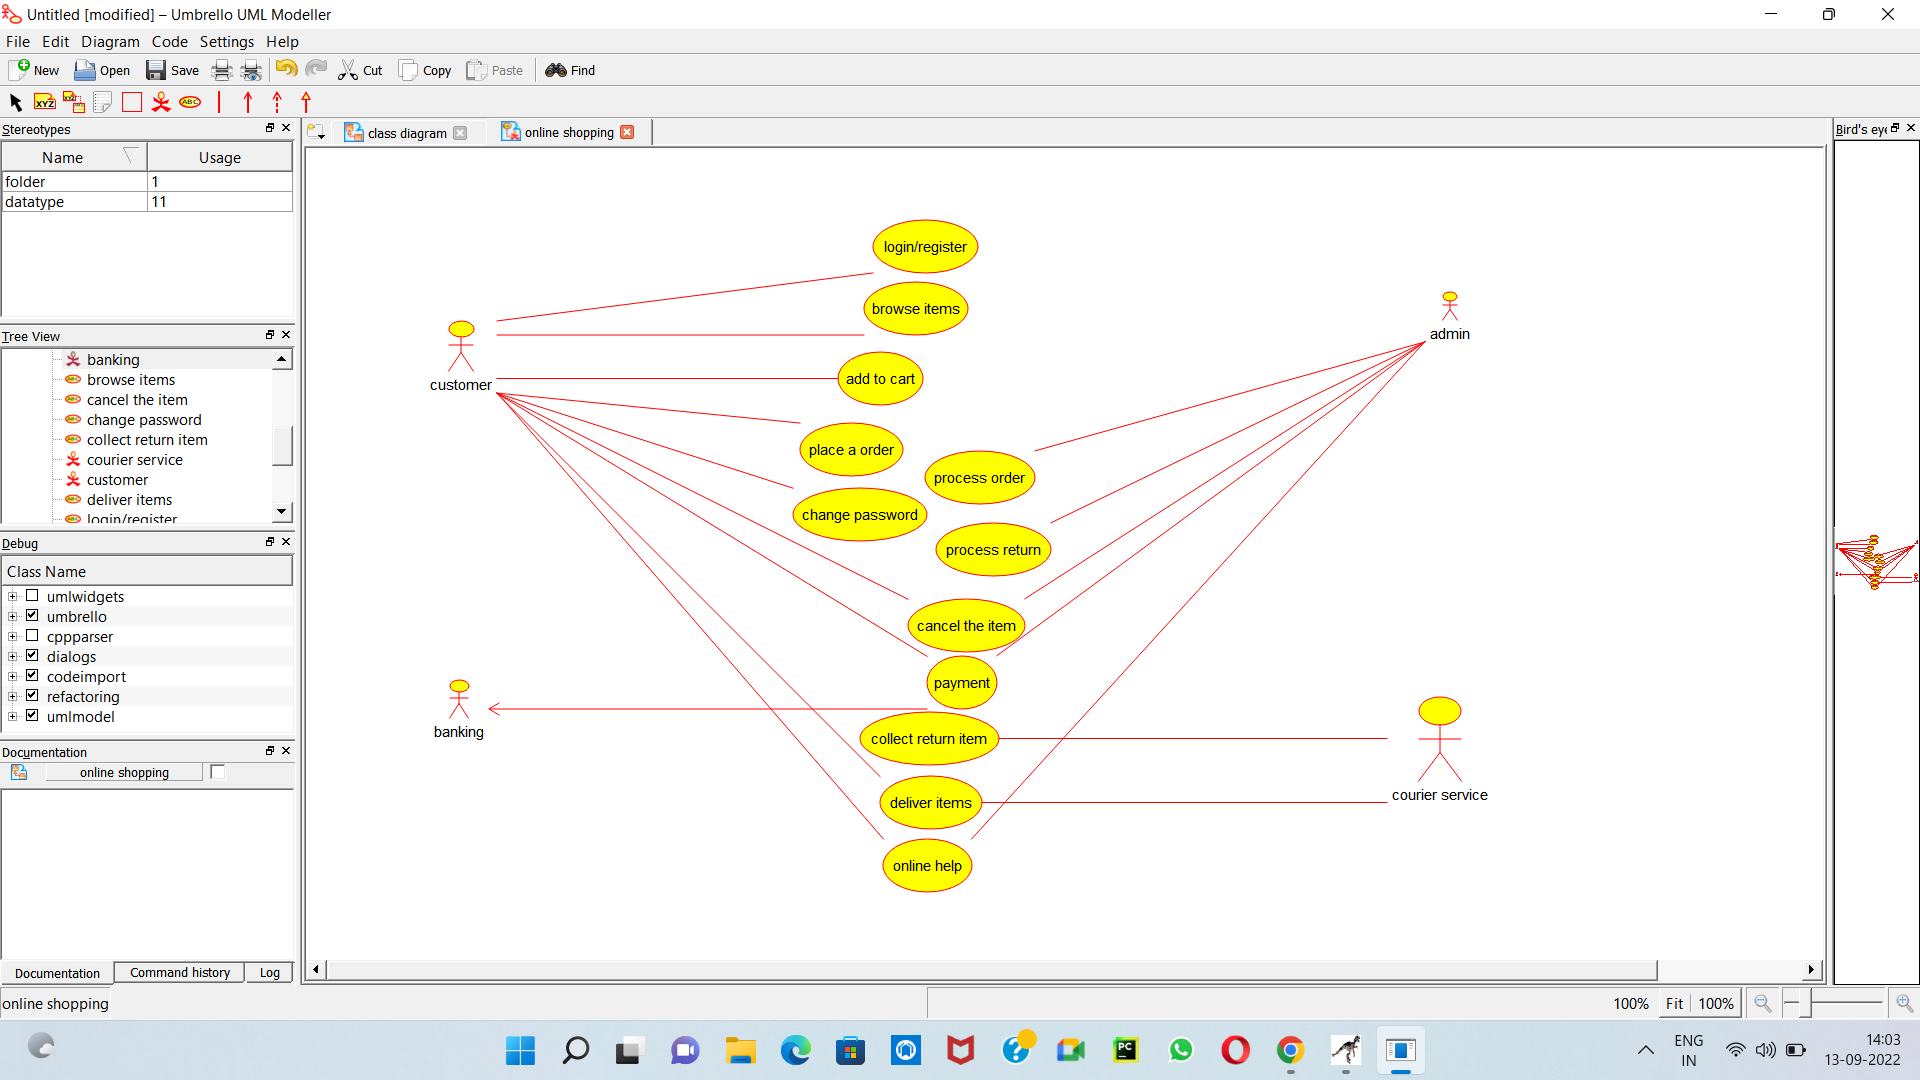 Untitled [modified] – Umbrello UML Modeller
File Edit Diagram Code Settings Help
New Open Save Cut Copy Paste Find
XYZ XYZ ABC
Stereotypes
Name Usage
folder 1
datatype 11
Tree View
banking
browse items
cancel the item
change password
collect return item
courier service
customer
deliver items
login/register
Debug
Class Name
umlwidgets
umbrello
cppparser
dialogs
codeimport
refactoring
umlmodel
Documentation
online shopping
Documentation Command history Log
class diagram
online shopping
login/register
browse items
add to cart
place a order
process order
change password
process return
cancel the item
payment
collect return item
deliver items
online help
customer
banking
admin
courier service
Bird's eye
online shopping
100% Fit 100%
PC
ENG
IN
14:03
13-09-2022